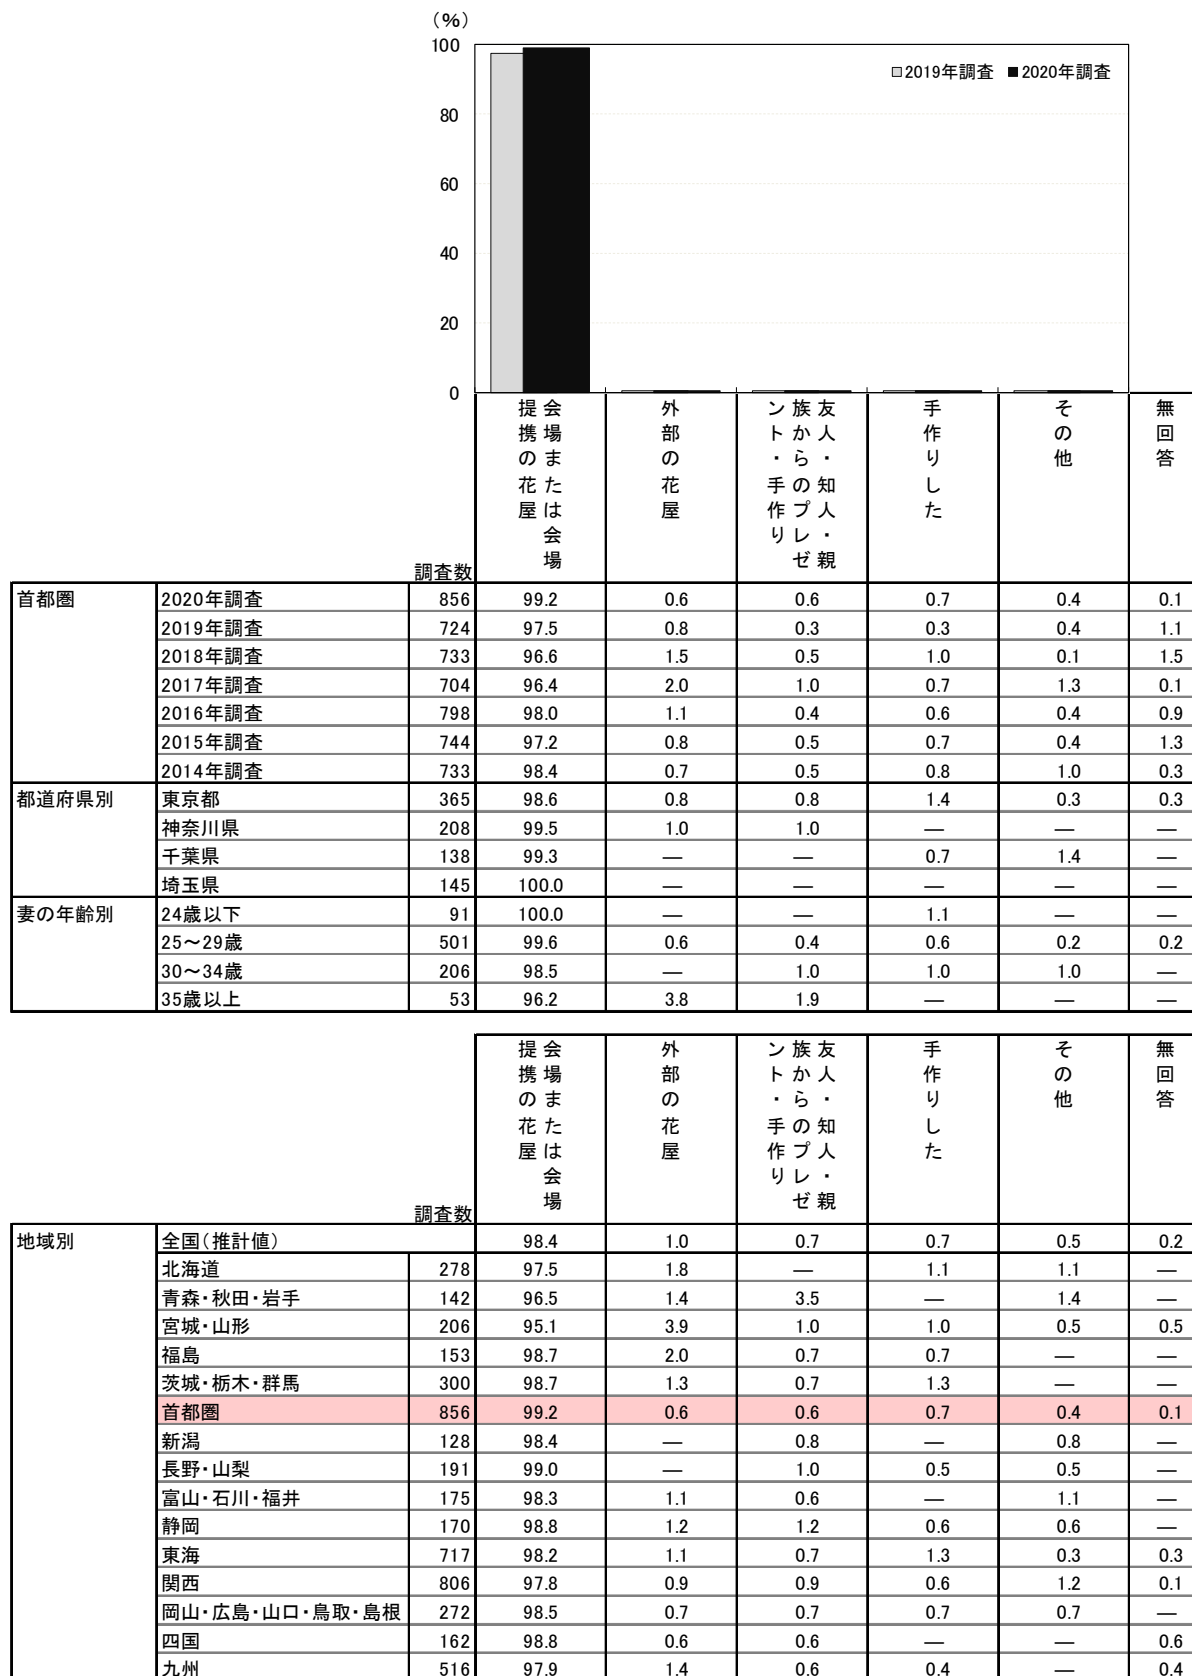 (%)
100
80
60
40
20
0
□2019年調査 ■2020年調査
調査数
会場または会場
提携の花屋
外部の花屋
友人・知人・親
族からのプレゼ
ント・手作り
手作りした
その他
無回答
首都圏 2020年調査 856 99.2 0.6 0.6 0.7 0.4 0.1
2019年調査 724 97.5 0.8 0.3 0.3 0.4 1.1
2018年調査 733 96.6 1.5 0.5 1.0 0.1 1.5
2017年調査 704 96.4 2.0 1.0 0.7 1.3 0.1
2016年調査 798 98.0 1.1 0.4 0.6 0.4 0.9
2015年調査 744 97.2 0.8 0.5 0.7 0.4 1.3
2014年調査 733 98.4 0.7 0.5 0.8 1.0 0.3
都道府県別 東京都 365 98.6 0.8 0.8 1.4 0.3 0.3
神奈川県 208 99.5 1.0 1.0 ― ― ―
千葉県 138 99.3 ― ― 0.7 1.4 ―
埼玉県 145 100.0 ― ― ― ― ―
妻の年齢別 24歳以下 91 100.0 ― ― 1.1 ― ―
25～29歳 501 99.6 0.6 0.4 0.6 0.2 0.2
30～34歳 206 98.5 ― 1.0 1.0 1.0 ―
35歳以上 53 96.2 3.8 1.9 ― ― ―
調査数
会場または会場
提携の花屋
外部の花屋
友人・知人・親
族からのプレゼ
ント・手作り
手作りした
その他
無回答
地域別 全国(推計値) 98.4 1.0 0.7 0.7 0.5 0.2
北海道 278 97.5 1.8 ― 1.1 1.1 ―
青森・秋田・岩手 142 96.5 1.4 3.5 ― 1.4 ―
宮城・山形 206 95.1 3.9 1.0 1.0 0.5 0.5
福島 153 98.7 2.0 0.7 0.7 ― ―
茨城・栃木・群馬 300 98.7 1.3 0.7 1.3 ― ―
首都圏 856 99.2 0.6 0.6 0.7 0.4 0.1
新潟 128 98.4 ― 0.8 ― 0.8 ―
長野・山梨 191 99.0 ― 1.0 0.5 0.5 ―
富山・石川・福井 175 98.3 1.1 0.6 ― 1.1 ―
静岡 170 98.8 1.2 1.2 0.6 0.6 ―
東海 717 98.2 1.1 0.7 1.3 0.3 0.3
関西 806 97.8 0.9 0.9 0.6 1.2 0.1
岡山・広島・山口・鳥取・島根 272 98.5 0.7 0.7 0.7 0.7 ―
四国 162 98.8 0.6 0.6 ― ― 0.6
九州 516 97.9 1.4 0.6 0.4 ― 0.4